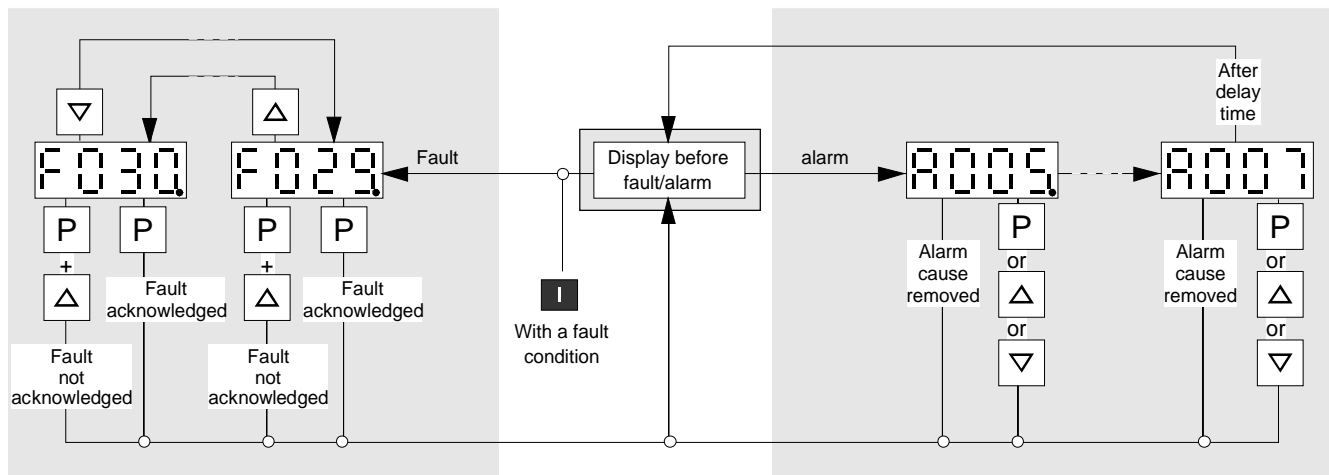 After
delay
time
F030.
F029.
Fault
Display before
fault/alarm
alarm
A005.
A007
P
+
Fault
not
acknowledged
P
Fault
acknowledged
P
+
Fault
not
acknowledged
P
Fault
acknowledged
I
With a fault
condition
Alarm
cause
removed
P
or
or
Alarm
cause
removed
P
or
or